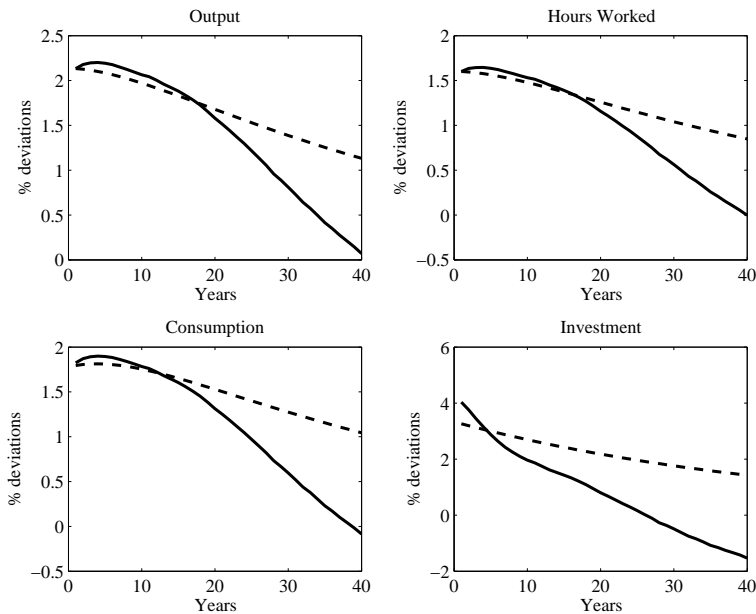 Output
% deviations
2.5
2
1.5
1
0.5
0
0 10 20 30 40
Years
Hours Worked
% deviations
2
1.5
1
0.5
0
−0.5
0 10 20 30 40
Years
Consumption
% deviations
2
1.5
1
0.5
0
−0.5
0 10 20 30 40
Years
Investment
% deviations
6
4
2
0
−2
0 10 20 30 40
Years